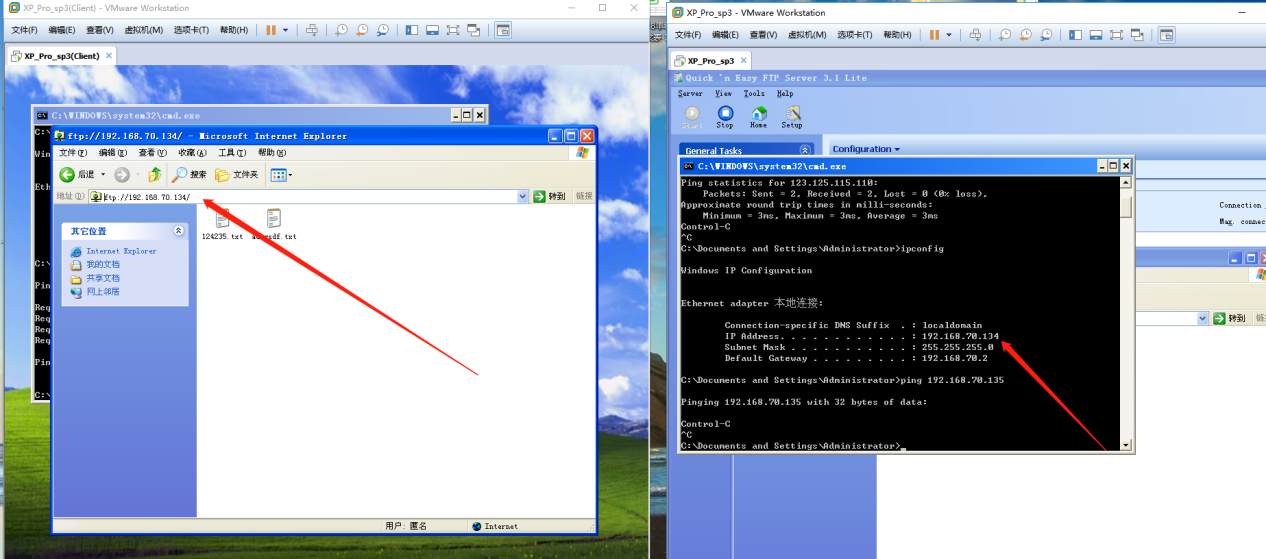 XP_Pro_sp3(Client) - VMware Workstation
文件(F) 编辑(E) 查看(V) 虚拟机(M) 选项卡(T) 帮助(H)
XP_Pro_sp3(Client)
C:\WINDOWS\system32\cmd.exe
ftp://192.168.70.134/ - Microsoft Internet Explorer
文件(F) 编辑(E) 查看(V) 收藏(A) 工具(T) 帮助(H)
后退 搜索 文件夹
地址(D) ftp://192.168.70.134/ 转到 链接
其它位置
Internet Explorer
我的文档
共享文档
网上邻居
124235.txt
C:\
Win
Eth
C:\
Pin
Req
Req
Req
Req
Pin
C:\
用户: 匿名 Internet
XP_Pro_sp3 - VMware Workstation
文件(F) 编辑(E) 查看(V) 虚拟机(M) 选项卡(T) 帮助(H)
XP_Pro_sp3
Quick 'n Easy FTP Server 3.1 Lite
Server View Tools Help
Start Stop Home Setup
General Tasks
Configuration
C:\WINDOWS\system32\cmd.exe
Ping statistics for 123.125.115.110:
Packets: Sent = 2, Received = 2, Lost = 0 (0% loss),
Approximate round trip times in milli-seconds:
Minimum = 3ms, Maximum = 3ms, Average = 3ms
Control-C
^C
C:\Documents and Settings\Administrator>ipconfig
Windows IP Configuration
Ethernet adapter 本地连接:
Connection-specific DNS Suffix . : localdomain
IP Address. . . . . . . . . . . . : 192.168.70.134
Subnet Mask . . . . . . . . . . . : 255.255.255.0
Default Gateway . . . . . . . . . : 192.168.70.2
C:\Documents and Settings\Administrator>ping 192.168.70.135
Pinging 192.168.70.135 with 32 bytes of data:
Control-C
^C
C:\Documents and Settings\Administrator>_
Connection
Max. connec
转到